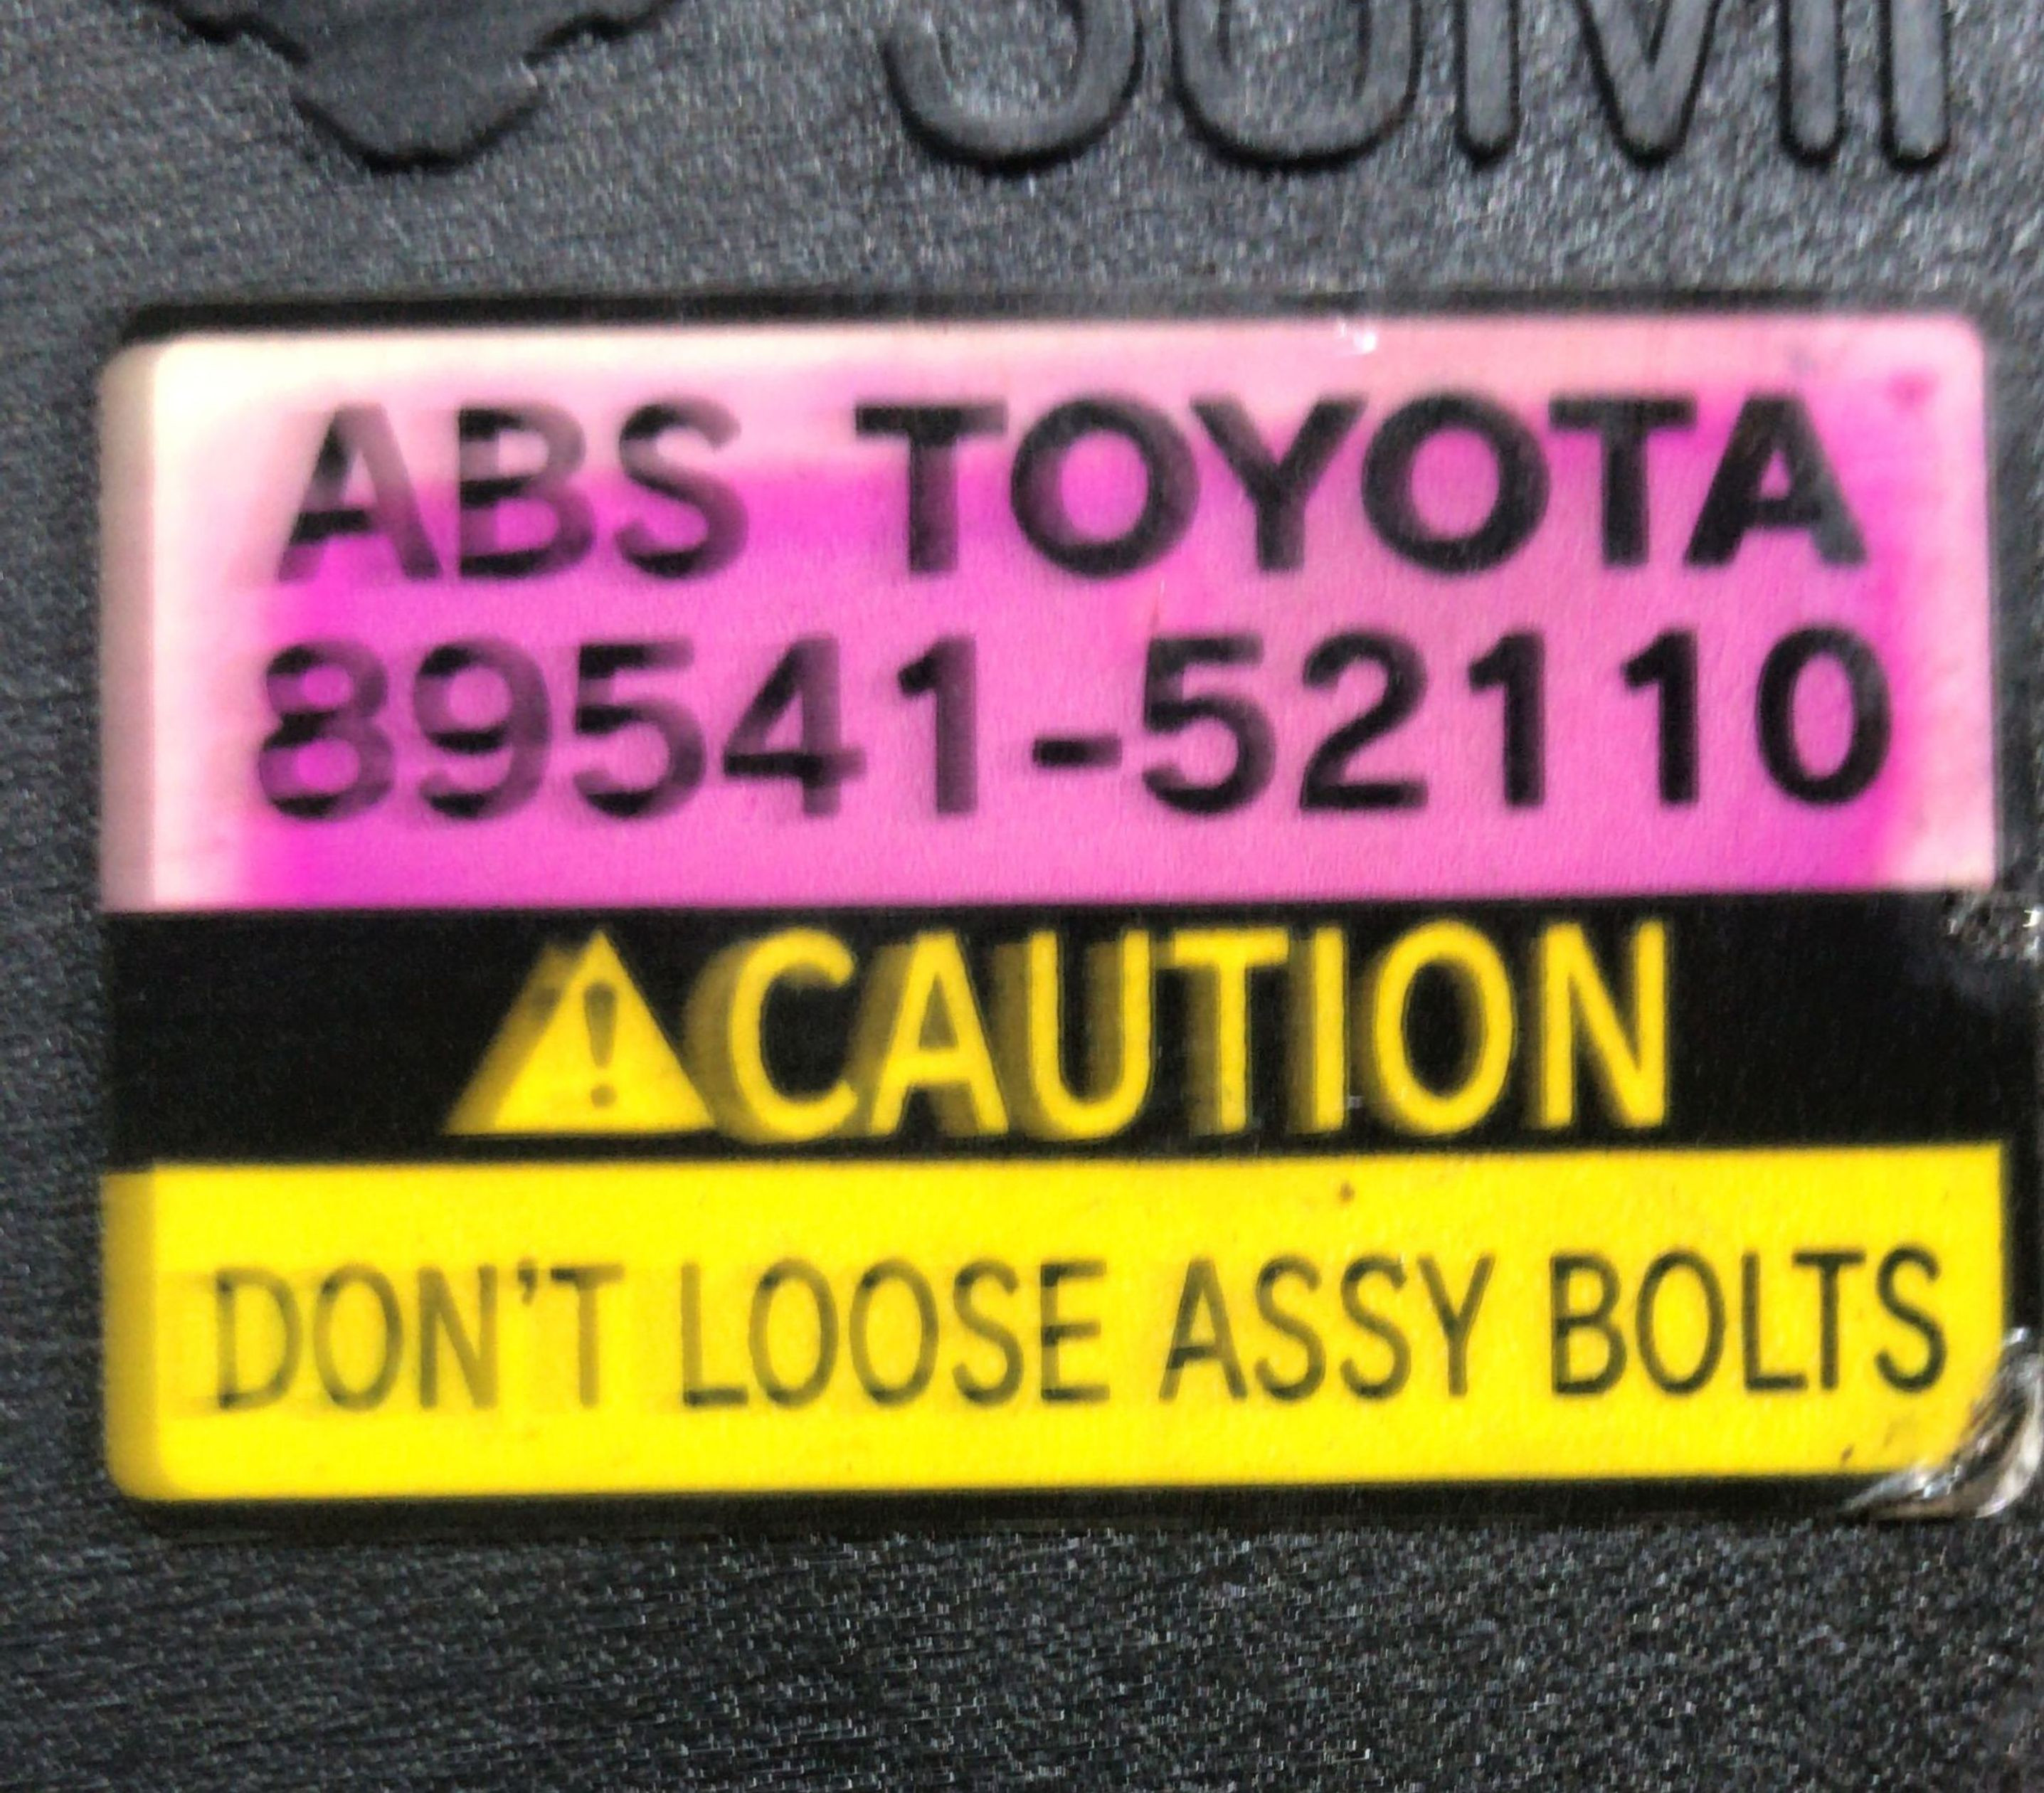 ABS TOYOTA
89541-52110
CAUTION
DON'T LOOSE ASSY BOLTS